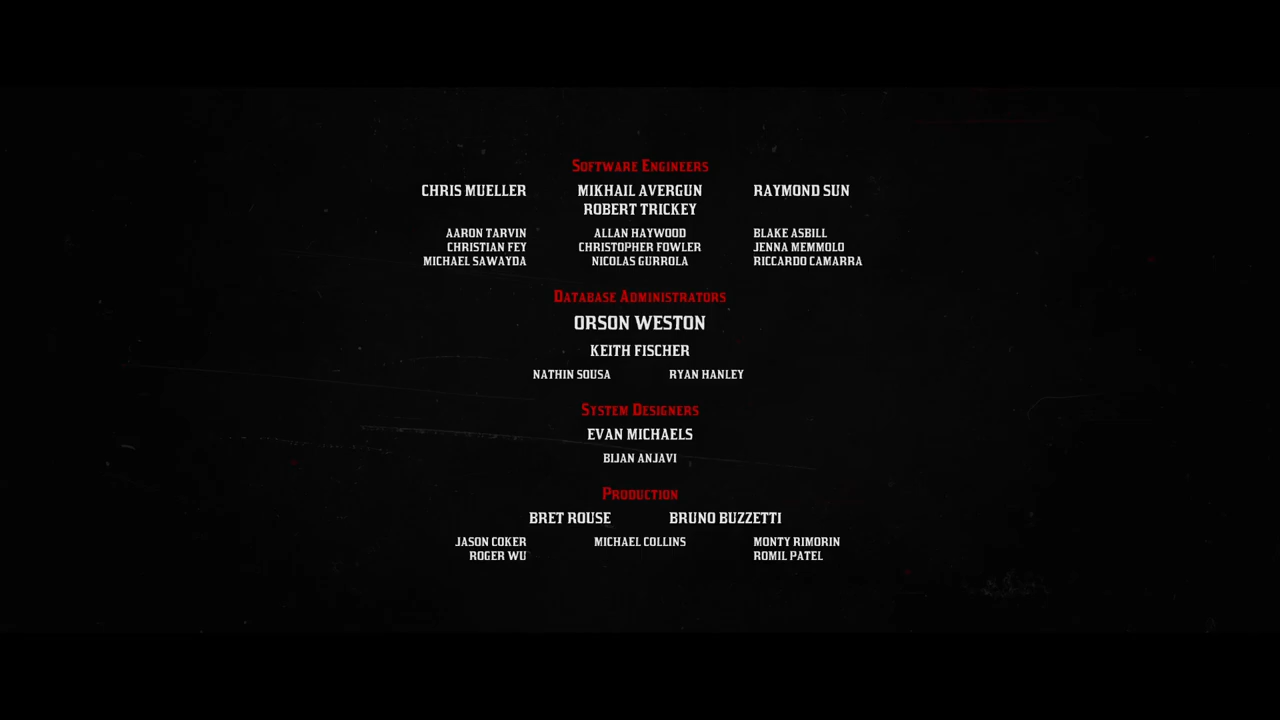 Software Engineers
CHRIS MUELLER MIKHAIL AVERGUN RAYMOND SUN
ROBERT TRICKEY
AARON TARVIN ALLAN HAYWOOD BLAKE ASBILL
CHRISTIAN FEY CHRISTOPHER FOWLER JENNA MEMMOLO
MICHAEL SAWAYDA NICOLAS GURROLA RICCARDO CAMARRA
Database Administrators
ORSON WESTON
KEITH FISCHER
NATHIN SOUSA RYAN HANLEY
System Designers
EVAN MICHAELS
BIJAN ANJAVI
Production
BRET ROUSE BRUNO BUZZETTI
JASON COKER MICHAEL COLLINS MONTY RIMORIN
ROGER WU ROMIL PATEL